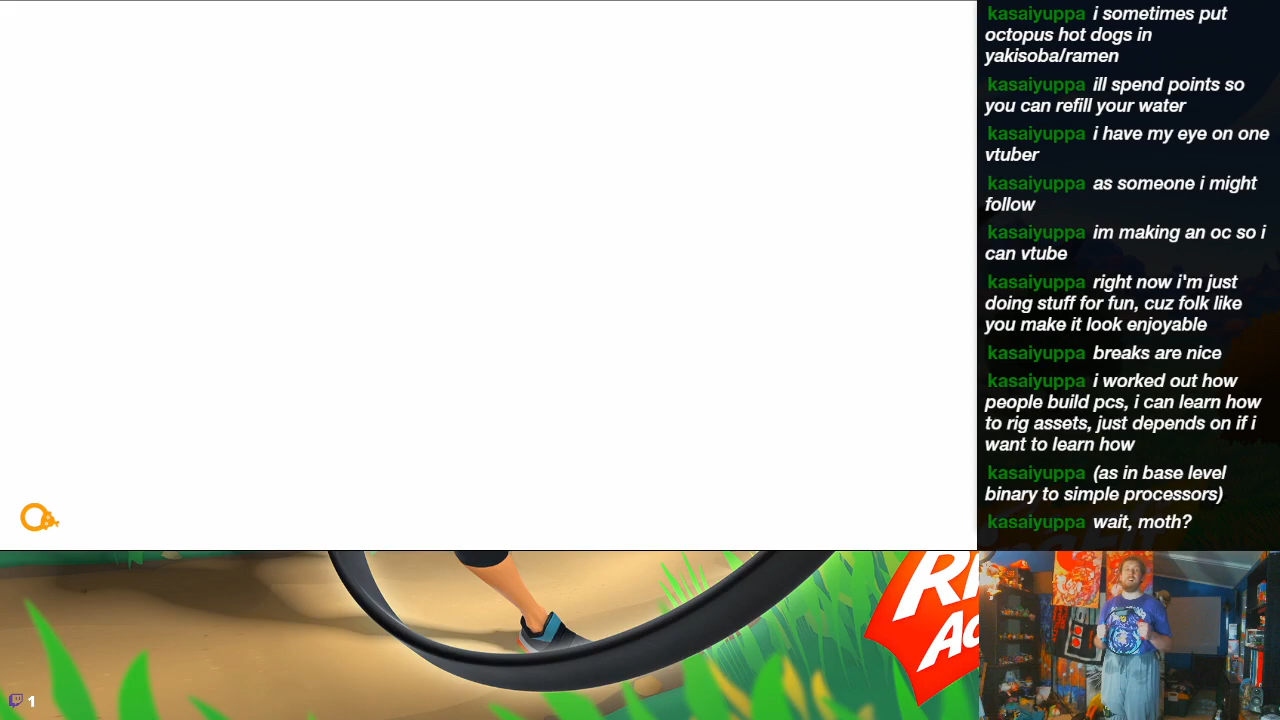 kasaiyuppa i sometimes put
octopus hot dogs in
yakisoba/ramen
kasaiyuppa ill spend points so
you can refill your water
kasaiyuppa i have my eye on one
vtuber
kasaiyuppa as someone i might
follow
kasaiyuppa im making an oc so i
can vtube
kasaiyuppa right now i'm just
doing stuff for fun, cuz folk like
you make it look enjoyable
kasaiyuppa breaks are nice
kasaiyuppa i worked out how
people build pcs, i can learn how
to rig assets, just depends on if i
want to learn how
kasaiyuppa (as in base level
binary to simple processors)
kasaiyuppa wait, moth?
1